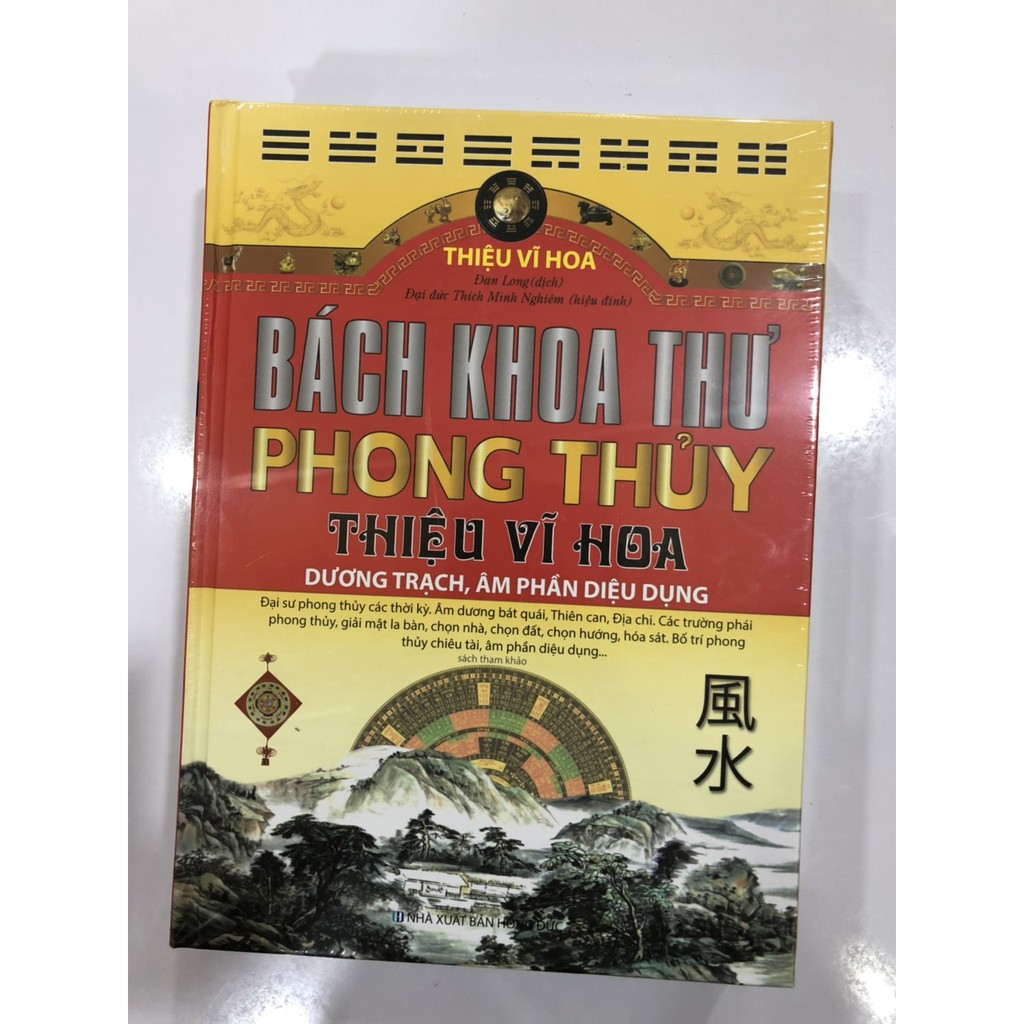 THIỆU VĨ HOA
Đan Long (dịch)
Đại đức Thích Minh Nghiêm (hiệu đính)
BÁCH KHOA THƯ
PHONG THỦY
THIỆU VĨ HOA
DƯƠNG TRẠCH, ÂM PHẦN DIỆU DỤNG
Đại sư phong thủy các thời kỳ. Âm dương bát quái, Thiên can, Địa chi. Các trường phái
phong thủy, giải mật la bàn, chọn nhà, chọn đất, chọn hướng, hóa sát. Bố trí phong
thủy chiêu tài, âm phần diệu dụng...
sách tham khảo
風
水
NHÀ XUẤT BẢN HỒNG ĐỨC